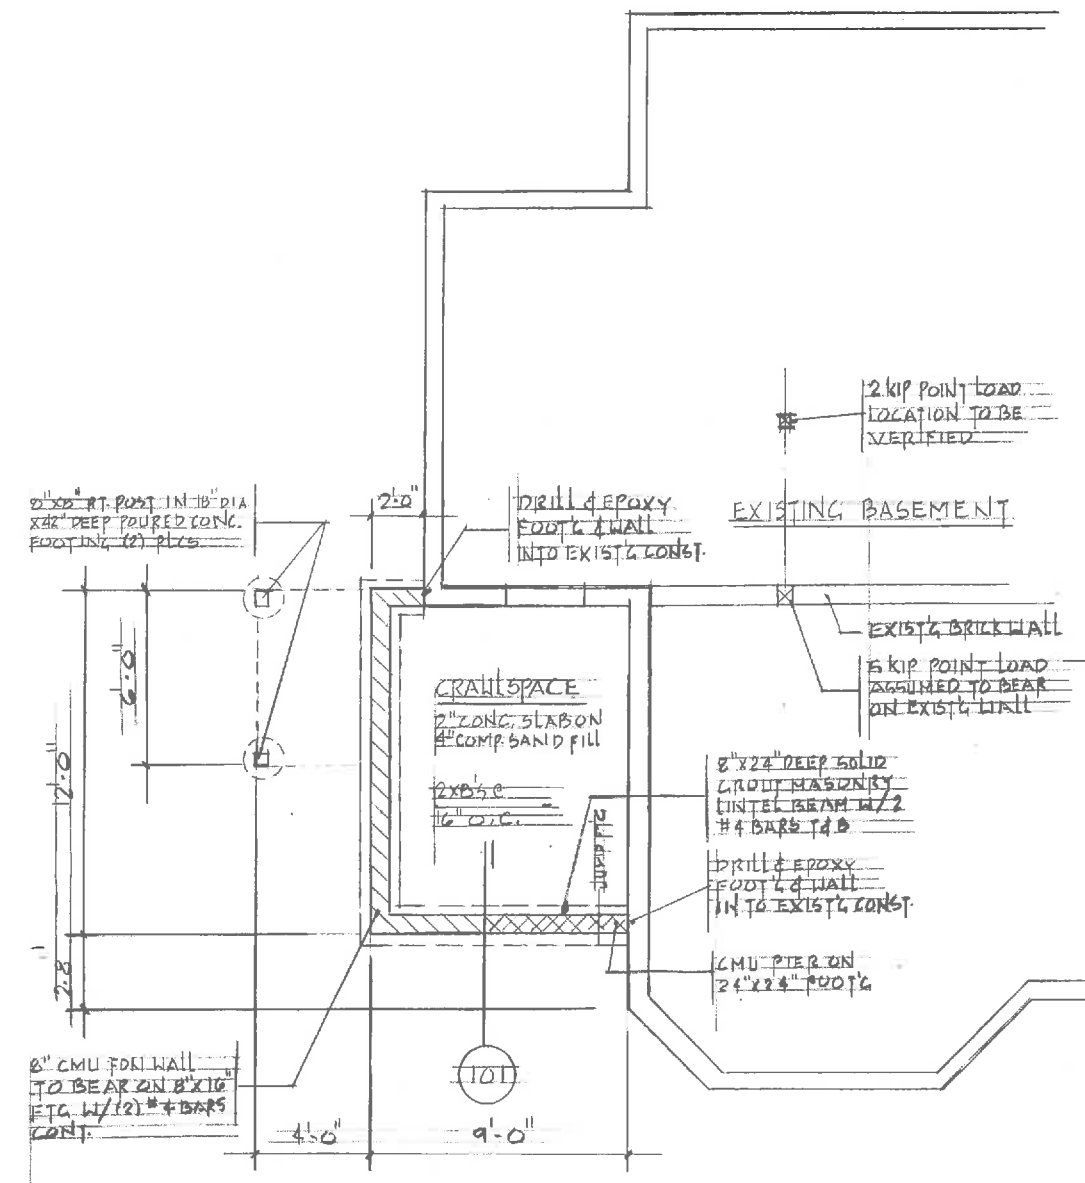 2 KIP POINT LOAD
LOCATION TO BE
VERIFIED
8"X8" P.T. POST IN 18" DIA
X42" DEEP POURED CONC.
FOOTING (2) PLCS
2'-0"
DRILL & EPOXY
FOOT'G & WALL
INTO EXIST'G CONST.
EXISTING BASEMENT
EXIST'G BRICK WALL
5 KIP POINT LOAD
ASSUMED TO BEAR
ON EXIST'G WALL
6'-0"
12'-0"
CRAWLSPACE
2" CONC. SLAB ON
4" COMP. SAND FILL
2X8'S @
16" O.C.
8"X24" DEEP SOLID
GROUT MASONRY
LINTEL BEAM W/2
#4 BARS T&B
DRILL & EPOXY
FOOT'G & WALL
INTO EXIST'G CONST.
CMU PIER ON
24"X24" FOOT'G
2'-8"
8" CMU FDN WALL
TO BEAR ON 8"X16"
FTG W/(2) #4 BARS
CONT.
101
4'-0"
9'-0"